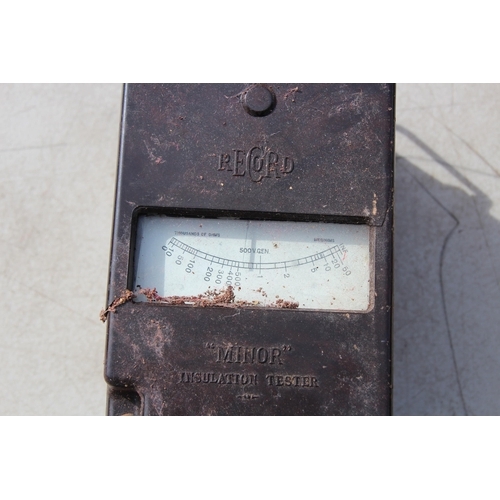 RECORD
THOUSANDS OF OHMS
MEGOHMS
500V.GEN
0 10 50 100 200 300 400 500 1 2 5 10 20 50
"MINOR"
INSULATION TESTER